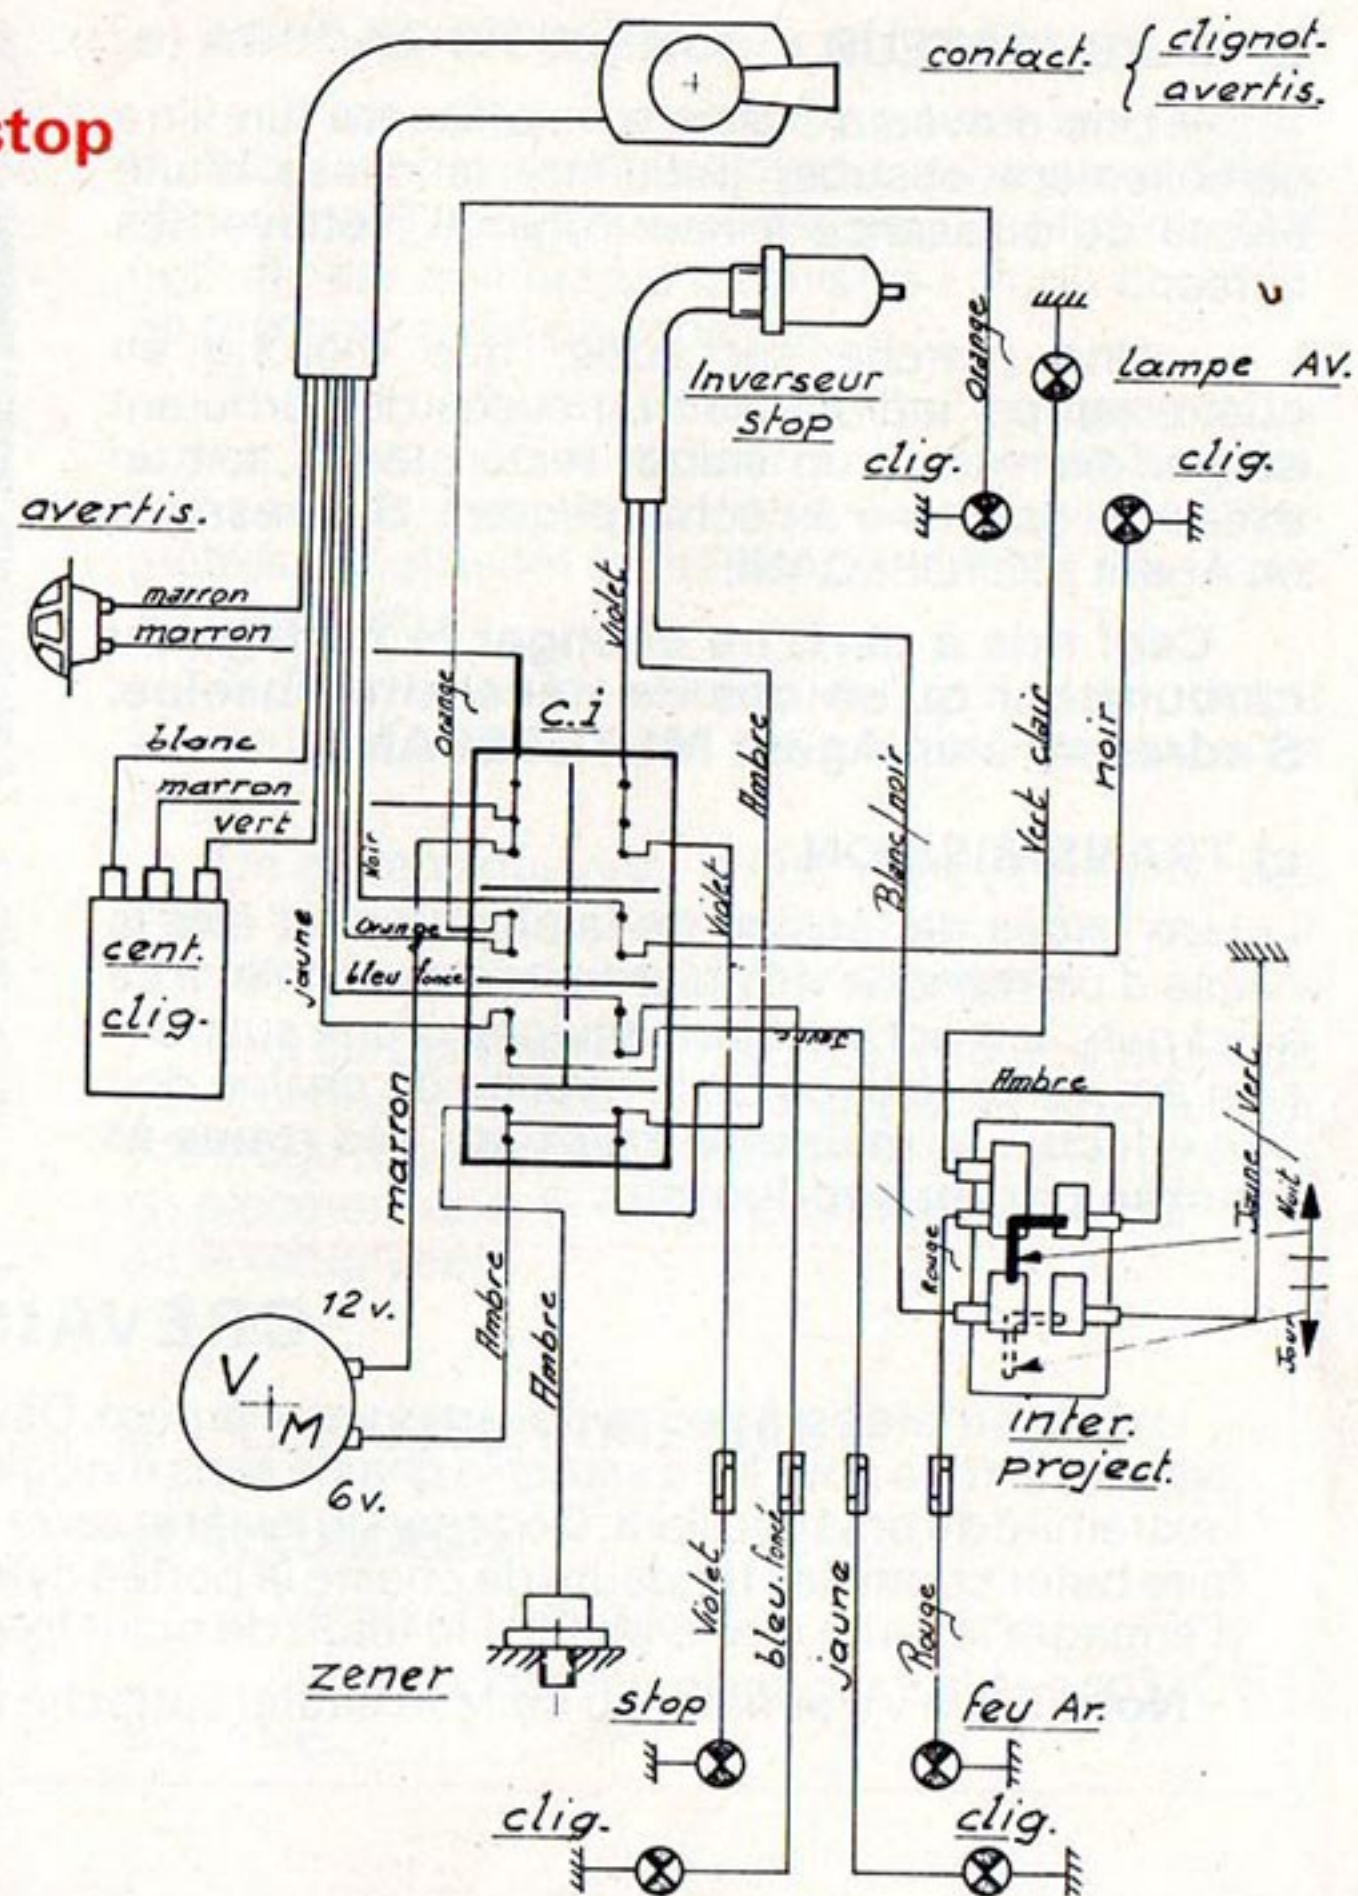 stop
contact. { clignot.
avertis.
Inverseur
stop
orange
lampe AV.
clig.
clig.
avertis.
marron
marron
Violet
orange
C.I.
blanc
marron
vert
Noir
Ambre
Blanc/noir
Vert clair
noir
Violet
cent.
clig.
jaune
orange
bleu foncé
Jaune
Ambre
marron
Rouge
Jaune/Vert
Nuit
Jour
12 v.
V
M
6 v.
Ambre
Ambre
inter.
project.
Violet
bleu foncé
jaune
Rouge
zener
stop
feu Ar.
clig.
clig.